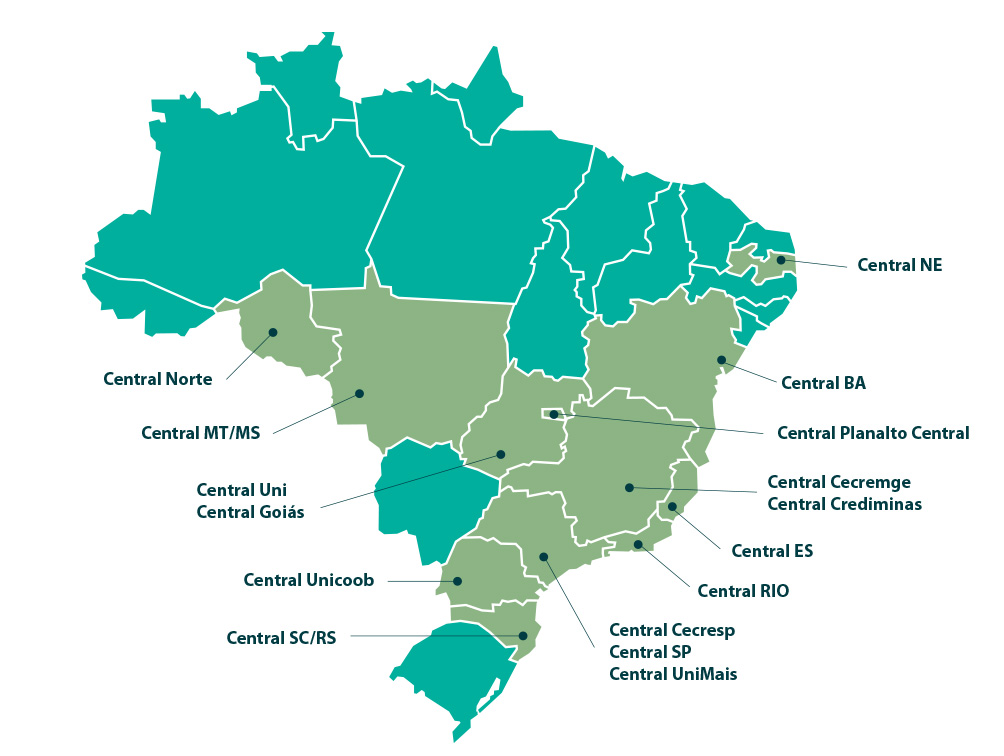 Central NE
Central Norte
Central BA
Central MT/MS
Central Planalto Central
Central Uni
Central Goiás
Central Cecremge
Central Crediminas
Central ES
Central Unicoob
Central RIO
Central SC/RS
Central Cecresp
Central SP
Central UniMais